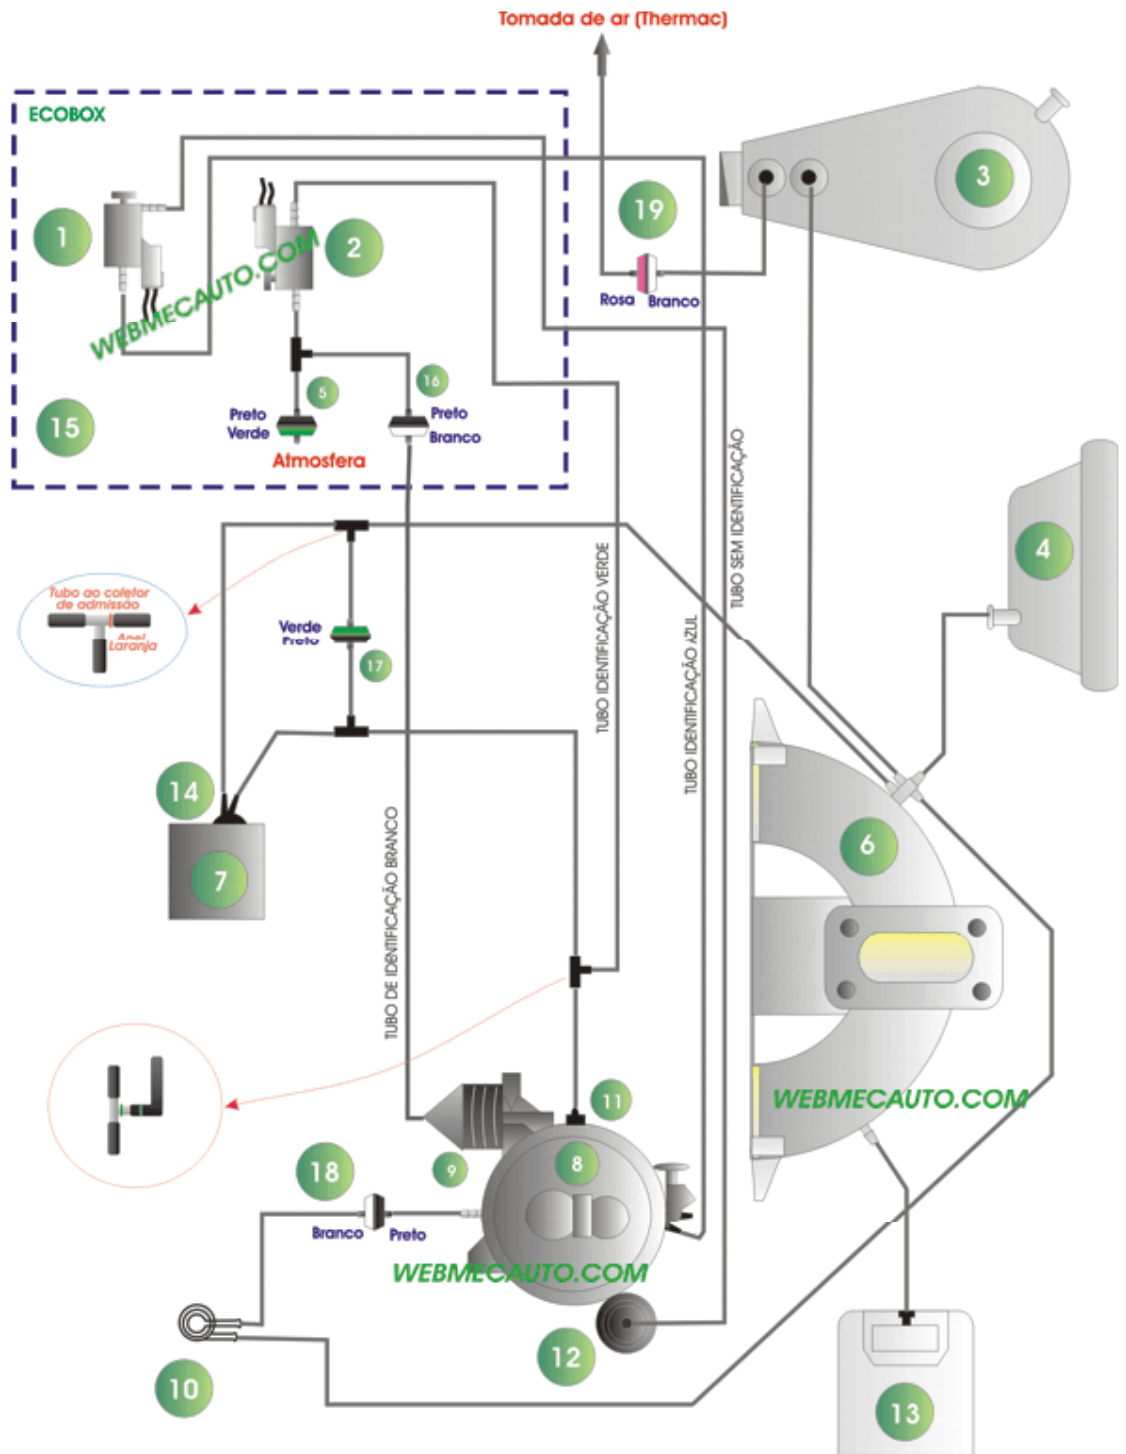 Tomada de ar (Thermac)
ECOBOX
1
2
3
19
Rosa
Branco
WEBMECAUTO.COM
15
5
16
Preto
Verde
Preto
Branco
Atmosfera
4
Tubo ao coletor
de admissão
Anel
Laranja
Verde
Preto
17
TUBO IDENTIFICAÇÃO VERDE
TUBO SEM IDENTIFICAÇÃO
TUBO IDENTIFICAÇÃO AZUL
TUBO DE IDENTIFICAÇÃO BRANCO
14
7
6
WEBMECAUTO.COM
11
9
8
18
Branco
Preto
WEBMECAUTO.COM
10
12
13